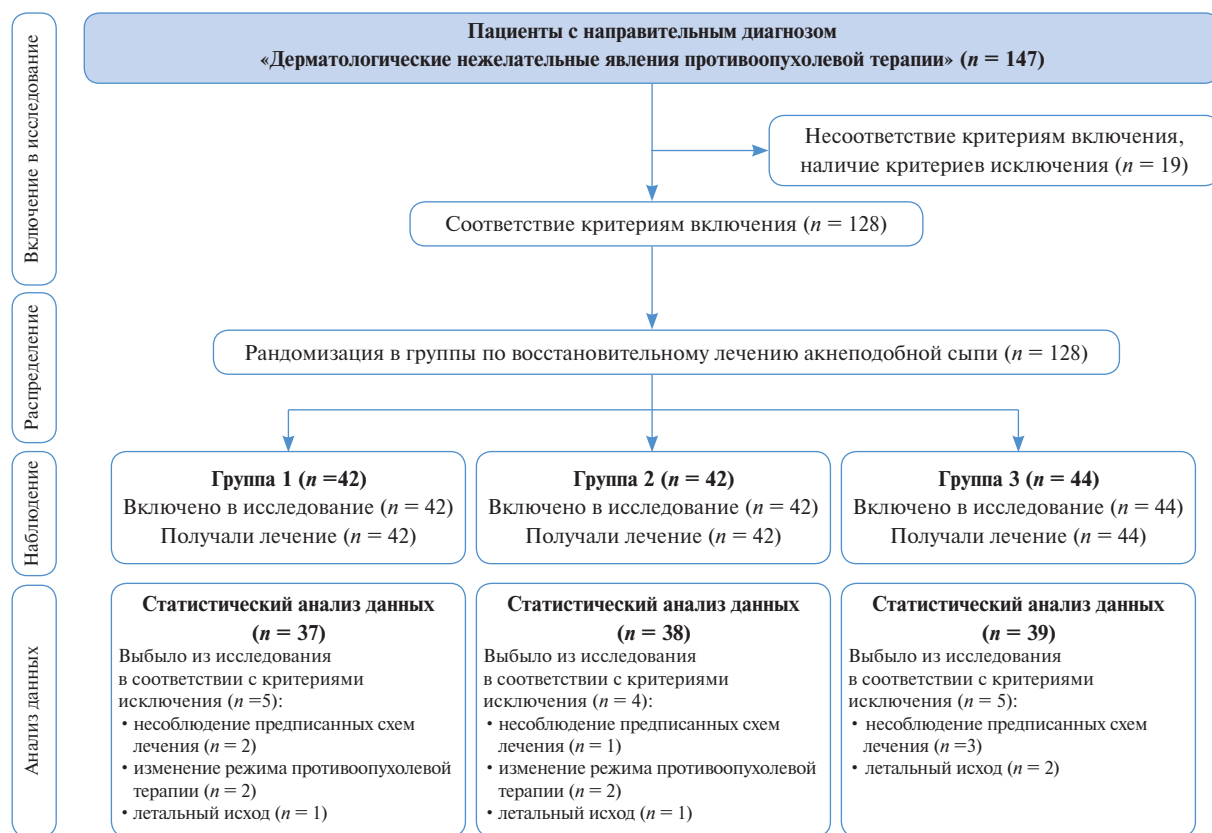 Включение в исследование
Пациенты с направительным диагнозом
«Дерматологические нежелательные явления противоопухолевой терапии» (n = 147)
Несоответствие критериям включения,
наличие критериев исключения (n = 19)
Соответствие критериям включения (n = 128)
Распределение
Рандомизация в группы по восстановительному лечению акнеподобной сыпи (n = 128)
Наблюдение
Группа 1 (n =42)
Включено в исследование (n = 42)
Получали лечение (n = 42)
Группа 2 (n = 42)
Включено в исследование (n = 42)
Получали лечение (n = 42)
Группа 3 (n = 44)
Включено в исследование (n = 44)
Получали лечение (n = 44)
Анализ данных
Статистический анализ данных
(n = 37)
Выбыло из исследования
в соответствии с критериями
исключения (n =5):
• несоблюдение предписанных схем
лечения (n = 2)
• изменение режима противоопухолевой
терапии (n = 2)
• летальный исход (n = 1)
Статистический анализ данных
(n = 38)
Выбыло из исследования
в соответствии с критериями
исключения (n = 4):
• несоблюдение предписанных схем
лечения (n = 1)
• изменение режима противоопухолевой
терапии (n = 2)
• летальный исход (n = 1)
Статистический анализ данных
(n = 39)
Выбыло из исследования
в соответствии с критериями
исключения (n = 5):
• несоблюдение предписанных схем
лечения (n =3)
• летальный исход (n = 2)